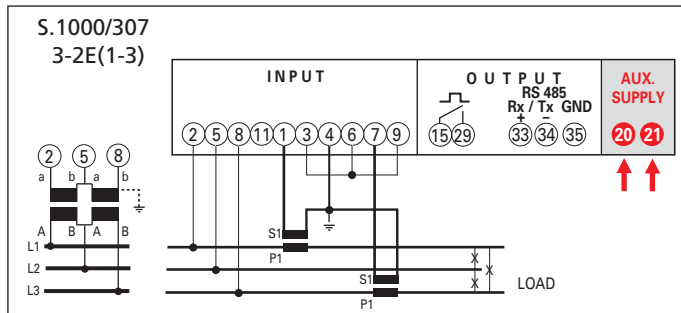 S.1000/307
3-2E(1-3)
INPUT
OUTPUT
RS 485
Rx / Tx GND
+ −
AUX.
SUPPLY
2 5 8 11 1 3 4 6 7 9
15 29
33 34 35
20 21
2 5 8
a b a b
A B A B
L1
L2
L3
S1
P1
S1
P1
X X X
LOAD